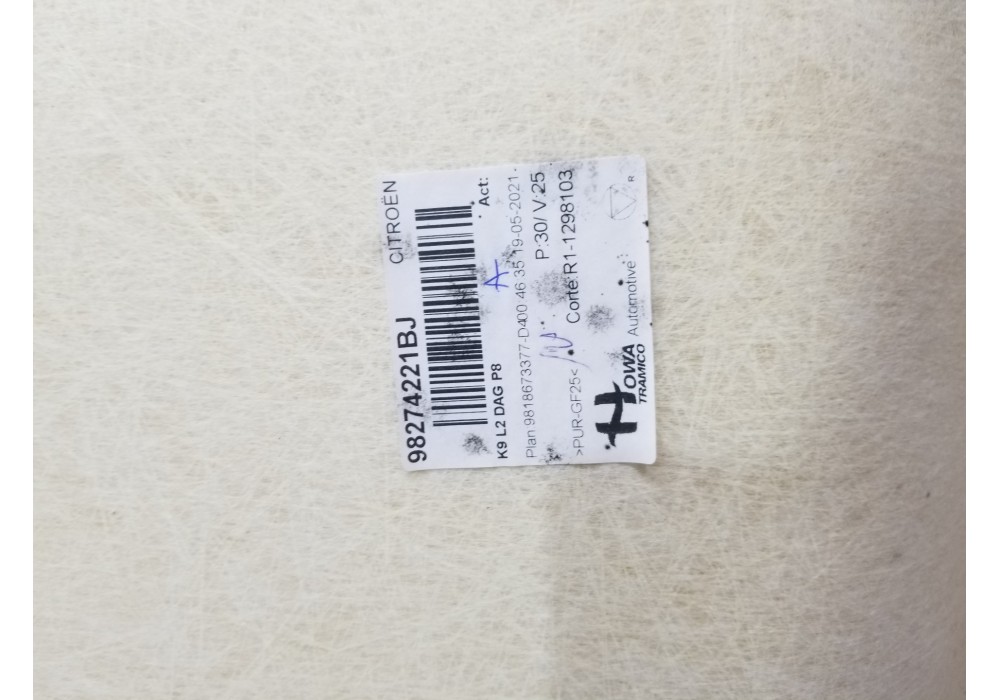 98274221BJ CITROËN
K9 L2 DAG P8 Act:
A
Plan 9818673377-D400 46 35 19-05-2021
P:30/ V:25
>PUR-GF25< Corte:R1-1298103
HOWA
TRAMICO Automotive R